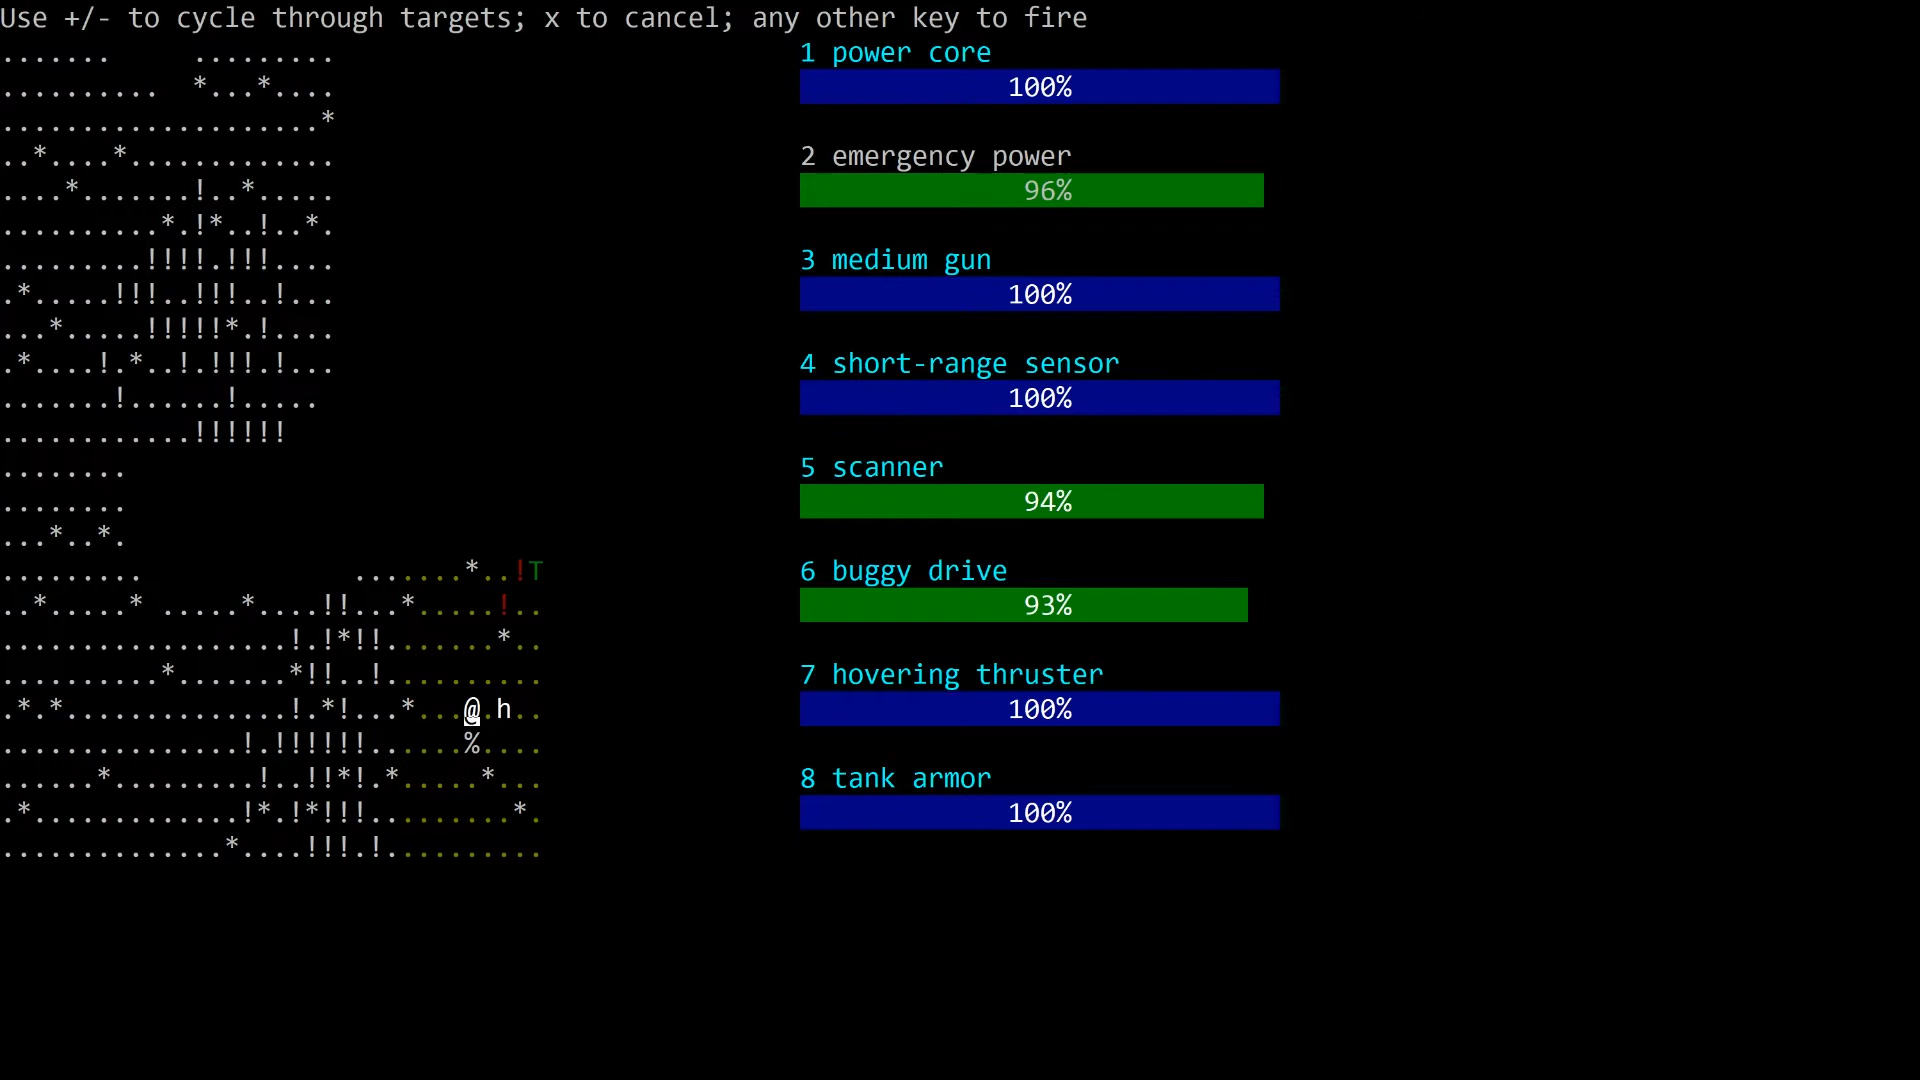 Use +/- to cycle through targets; x to cancel; any other key to fire
.......     ......... 1 power core
..........  *...*.... 100%
....................*
..*....*............. 2 emergency power
....*.......!..*..... 96%
..........*.!*..!..*.
.........!!!!.!!!.... 3 medium gun
.*.....!!!..!!!..!... 100%
...*.....!!!!!*.!....
.*....!.*..!.!!!.!... 4 short-range sensor
.......!......!..... 100%
............!!!!!!
........ 5 scanner
........ 94%
...*..*.
.........             .......*..!T 6 buggy drive
..*.....* .....*....!!...*.....!.. 93%
..................!.!*!!.......*..
..........*.......*!!..!.......... 7 hovering thruster
.*.*..............!.*!...*...@.h.. 100%
...............!.!!!!!!......%....
......*.........!..!!*!.*.....*... 8 tank armor
.*.............!*.!*!!!.........*. 100%
..............*....!!!.!..........